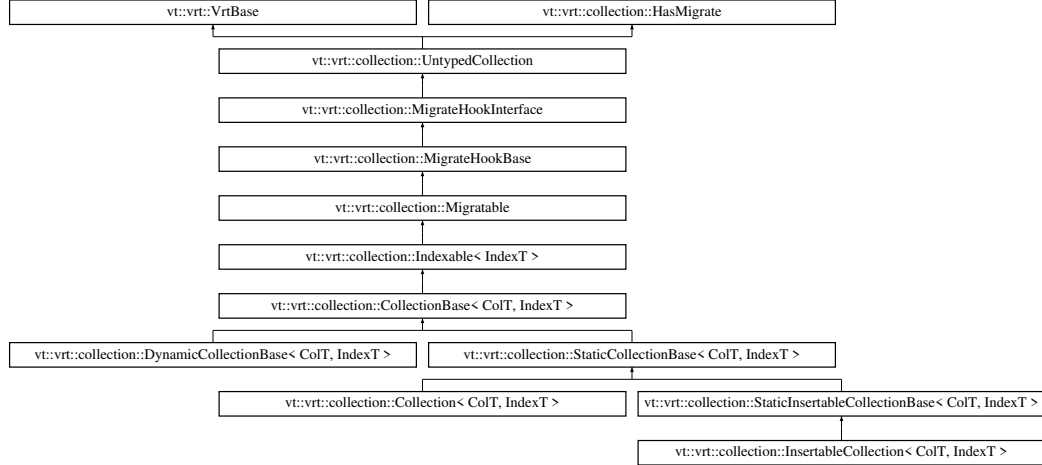 vt::vrt::VrtBase
vt::vrt::collection::HasMigrate
vt::vrt::collection::UntypedCollection
vt::vrt::collection::MigrateHookInterface
vt::vrt::collection::MigrateHookBase
vt::vrt::collection::Migratable
vt::vrt::collection::Indexable< IndexT >
vt::vrt::collection::CollectionBase< ColT, IndexT >
vt::vrt::collection::DynamicCollectionBase< ColT, IndexT >
vt::vrt::collection::StaticCollectionBase< ColT, IndexT >
vt::vrt::collection::Collection< ColT, IndexT >
vt::vrt::collection::StaticInsertableCollectionBase< ColT, IndexT >
vt::vrt::collection::InsertableCollection< ColT, IndexT >